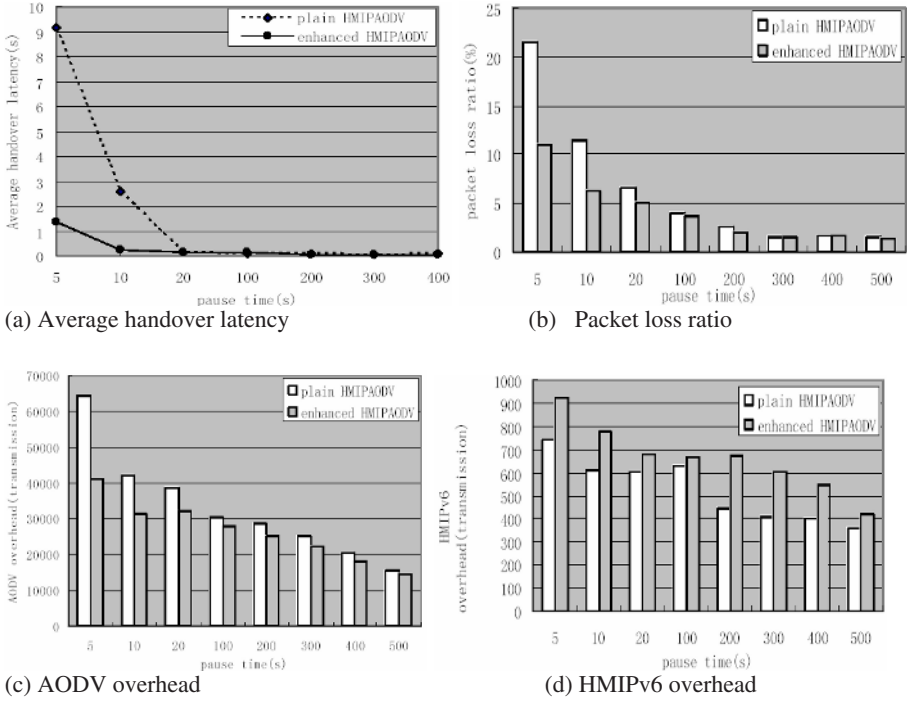 Average handover latency(s)
10
9
8
7
6
5
4
3
2
1
0
plain HMIPAODV
enhanced HMIPAODV
5 10 20 100 200 300 400
pause time(s)
(a) Average handover latency
packet loss ratio(%)
25
20
15
10
5
0
plain HMIPAODV
enhanced HMIPAODV
5 10 20 100 200 300 400 500
pause time(s)
(b) Packet loss ratio
AODV overhead(transmission)
70000
60000
50000
40000
30000
20000
10000
0
plain HMIPAODV
enhanced HMIPAODV
5 10 20 100 200 300 400 500
pause time(s)
(c) AODV overhead
HMIPv6
overhead(transmission)
1000
900
800
700
600
500
400
300
200
100
0
plain HMIPAODV
enhanced HMIPAODV
5 10 20 100 200 300 400 500
pause time(s)
(d) HMIPv6 overhead